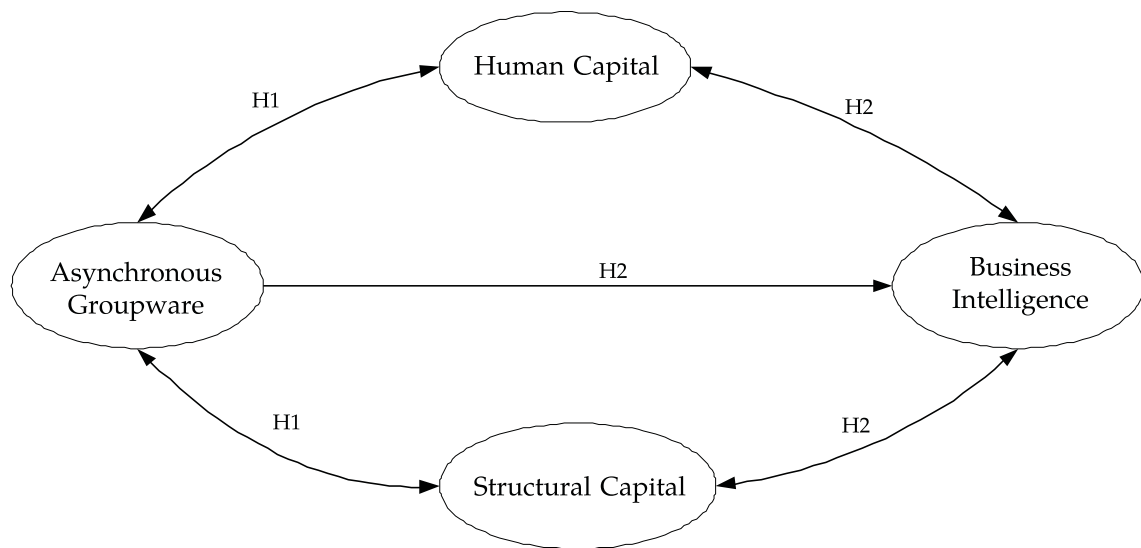 Human Capital
H1
H2
Asynchronous
Groupware
H2
Business
Intelligence
H1
H2
Structural Capital